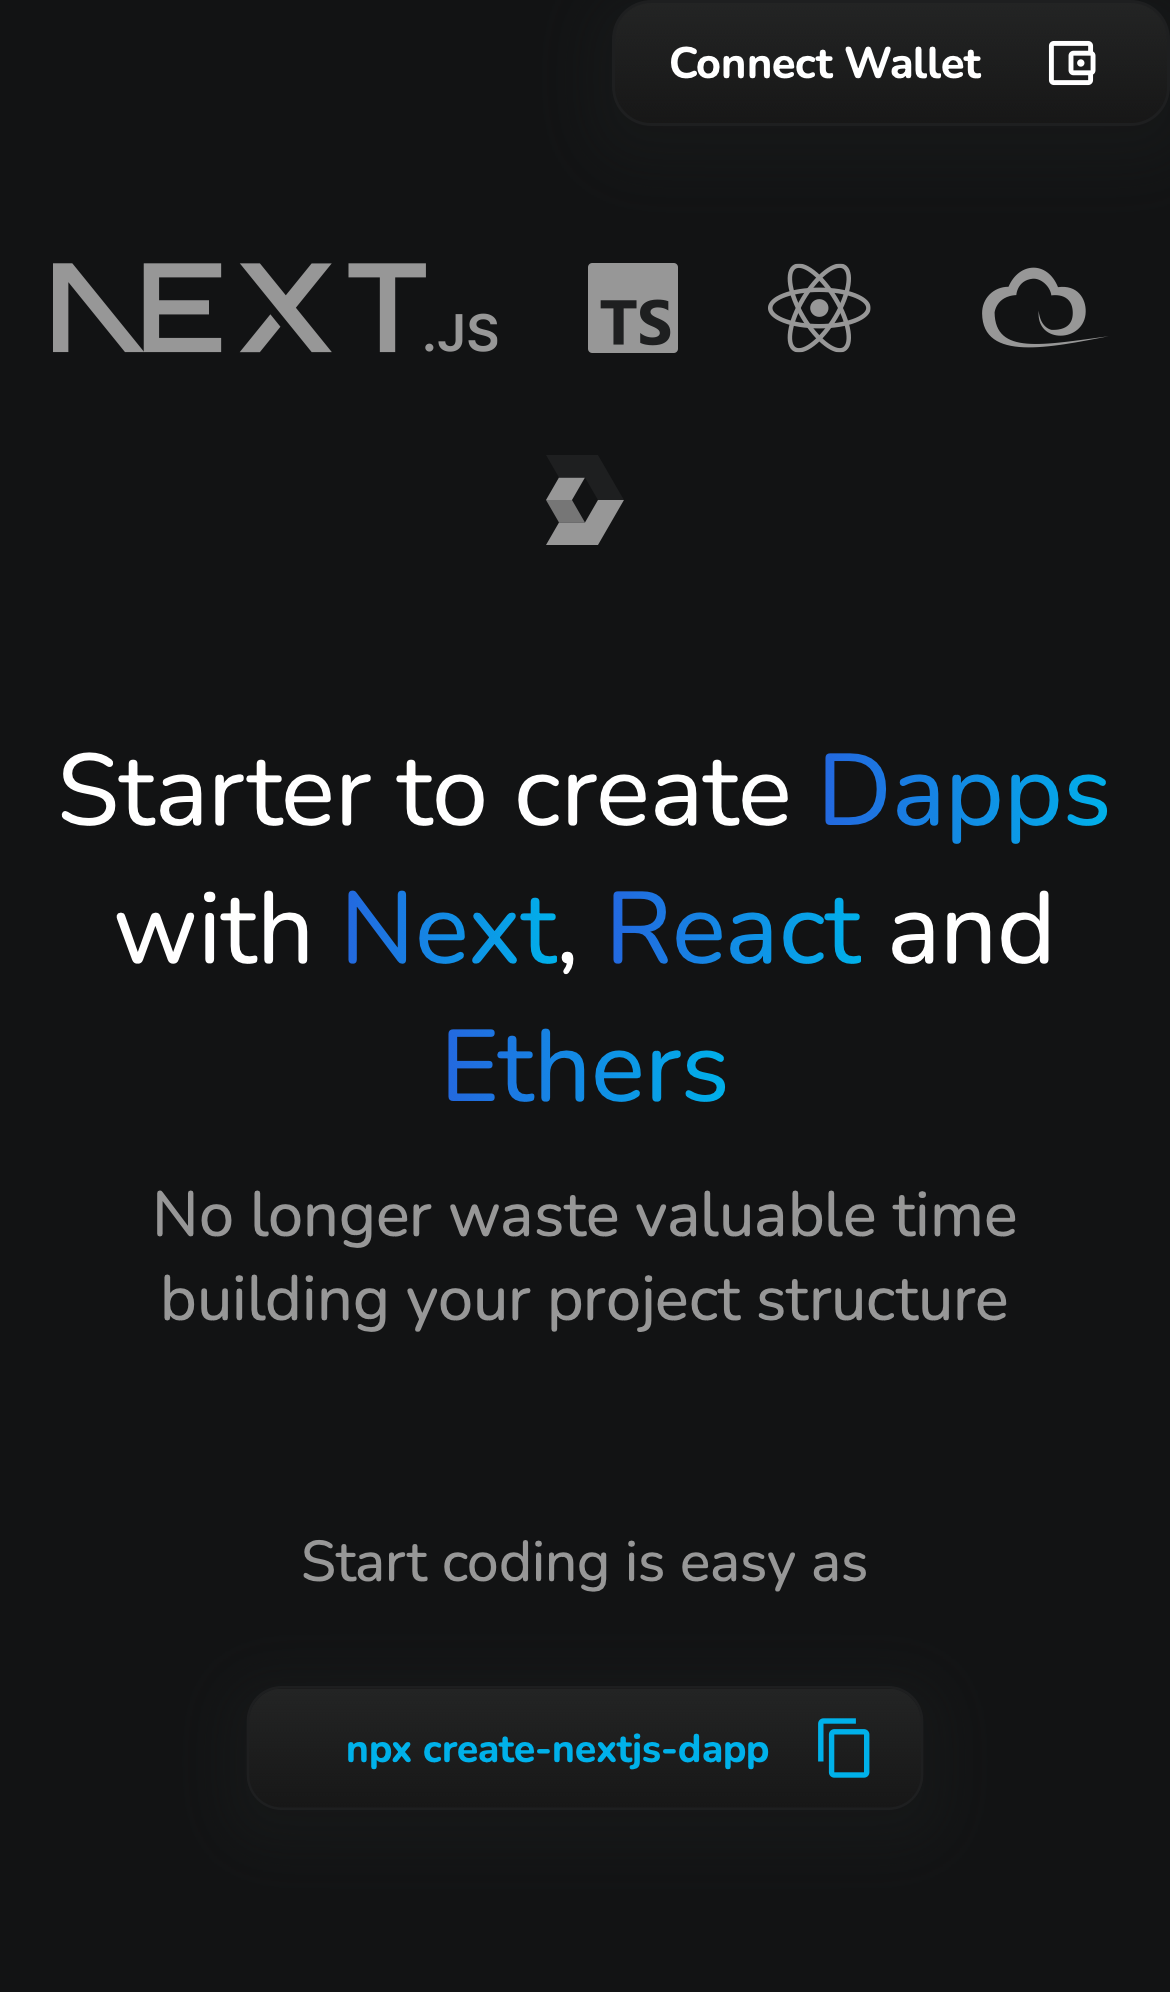 Connect Wallet
NEXT.JS TS
Starter to create Dapps
with Next, React and
Ethers
No longer waste valuable time
building your project structure
Start coding is easy as
npx create-nextjs-dapp